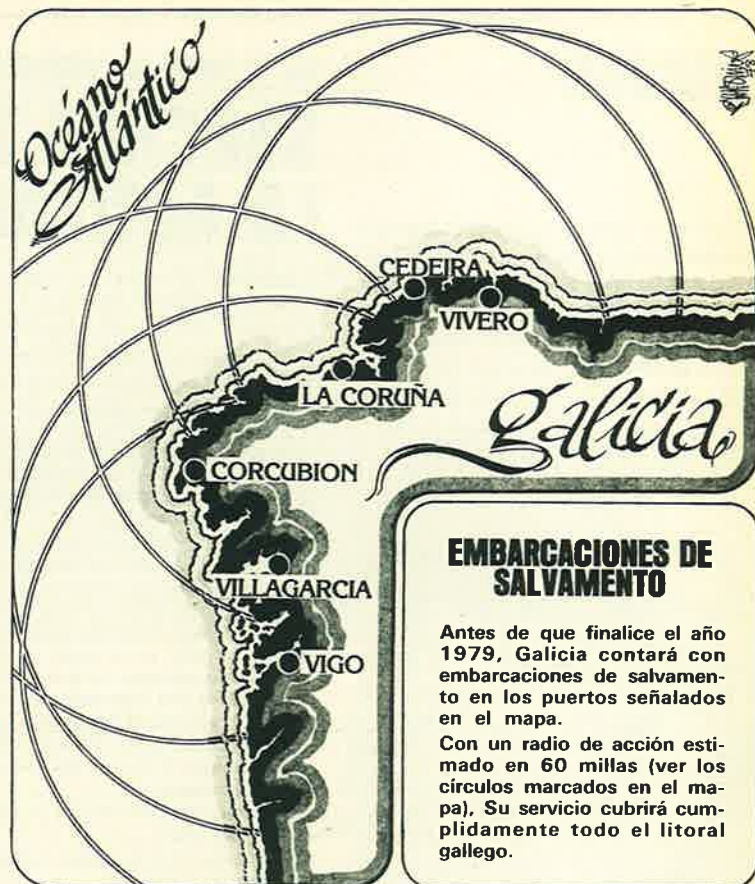 Océano
Atlántico
CEDEIRA
VIVERO
LA CORUÑA
galicia
CORCUBION
VILLAGARCIA
VIGO
EMBARCACIONES DE
SALVAMENTO
Antes de que finalice el año
1979, Galicia contará con
embarcaciones de salvamen-
to en los puertos señalados
en el mapa.
Con un radio de acción esti-
mado en 60 millas (ver los
círculos marcados en el ma-
pa), Su servicio cubrirá cum-
plidamente todo el litoral
gallego.